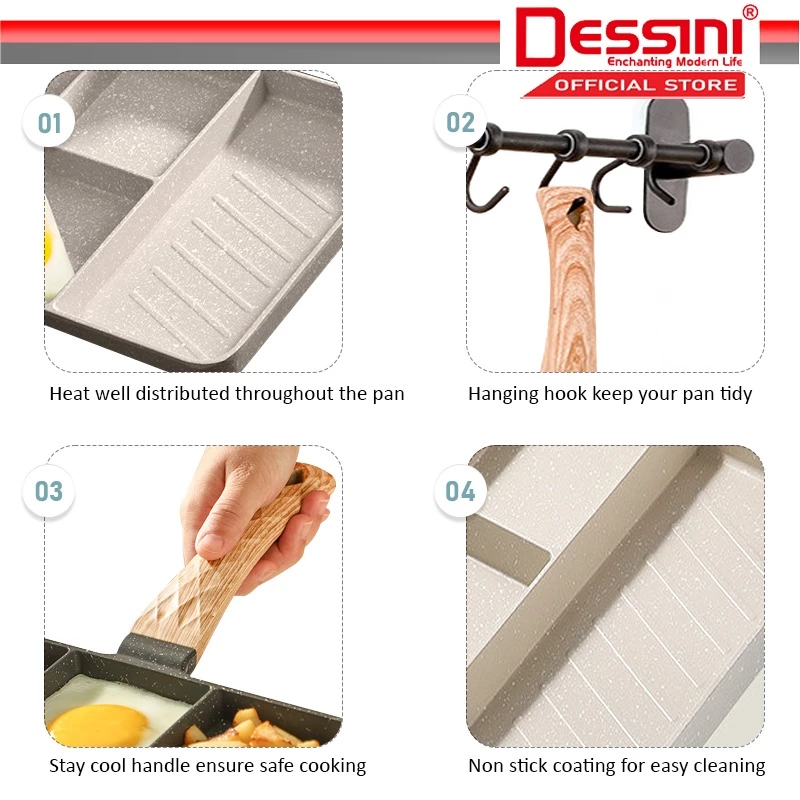 DESSINI®
Enchanting Modern Life
OFFICIAL STORE
01
02
Heat well distributed throughout the pan
Hanging hook keep your pan tidy
03
04
Stay cool handle ensure safe cooking
Non stick coating for easy cleaning